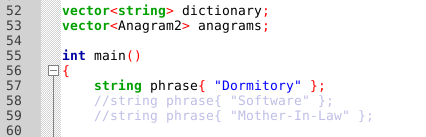 52 vector<string> dictionary;
53 vector<Anagram2> anagrams;
54
55 int main()
56 {
57 string phrase{ "Dormitory" };
58 //string phrase{ "Software" };
59 //string phrase{ "Mother-In-Law" };
60